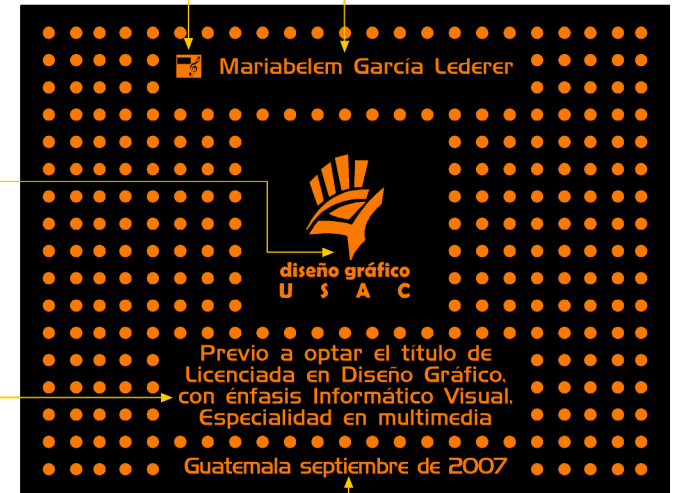 Mariabelem García Lederer
diseño gráfico
U S A C
Previo a optar el título de
Licenciada en Diseño Gráfico,
con énfasis Informático Visual,
Especialidad en multimedia
Guatemala septiembre de 2007